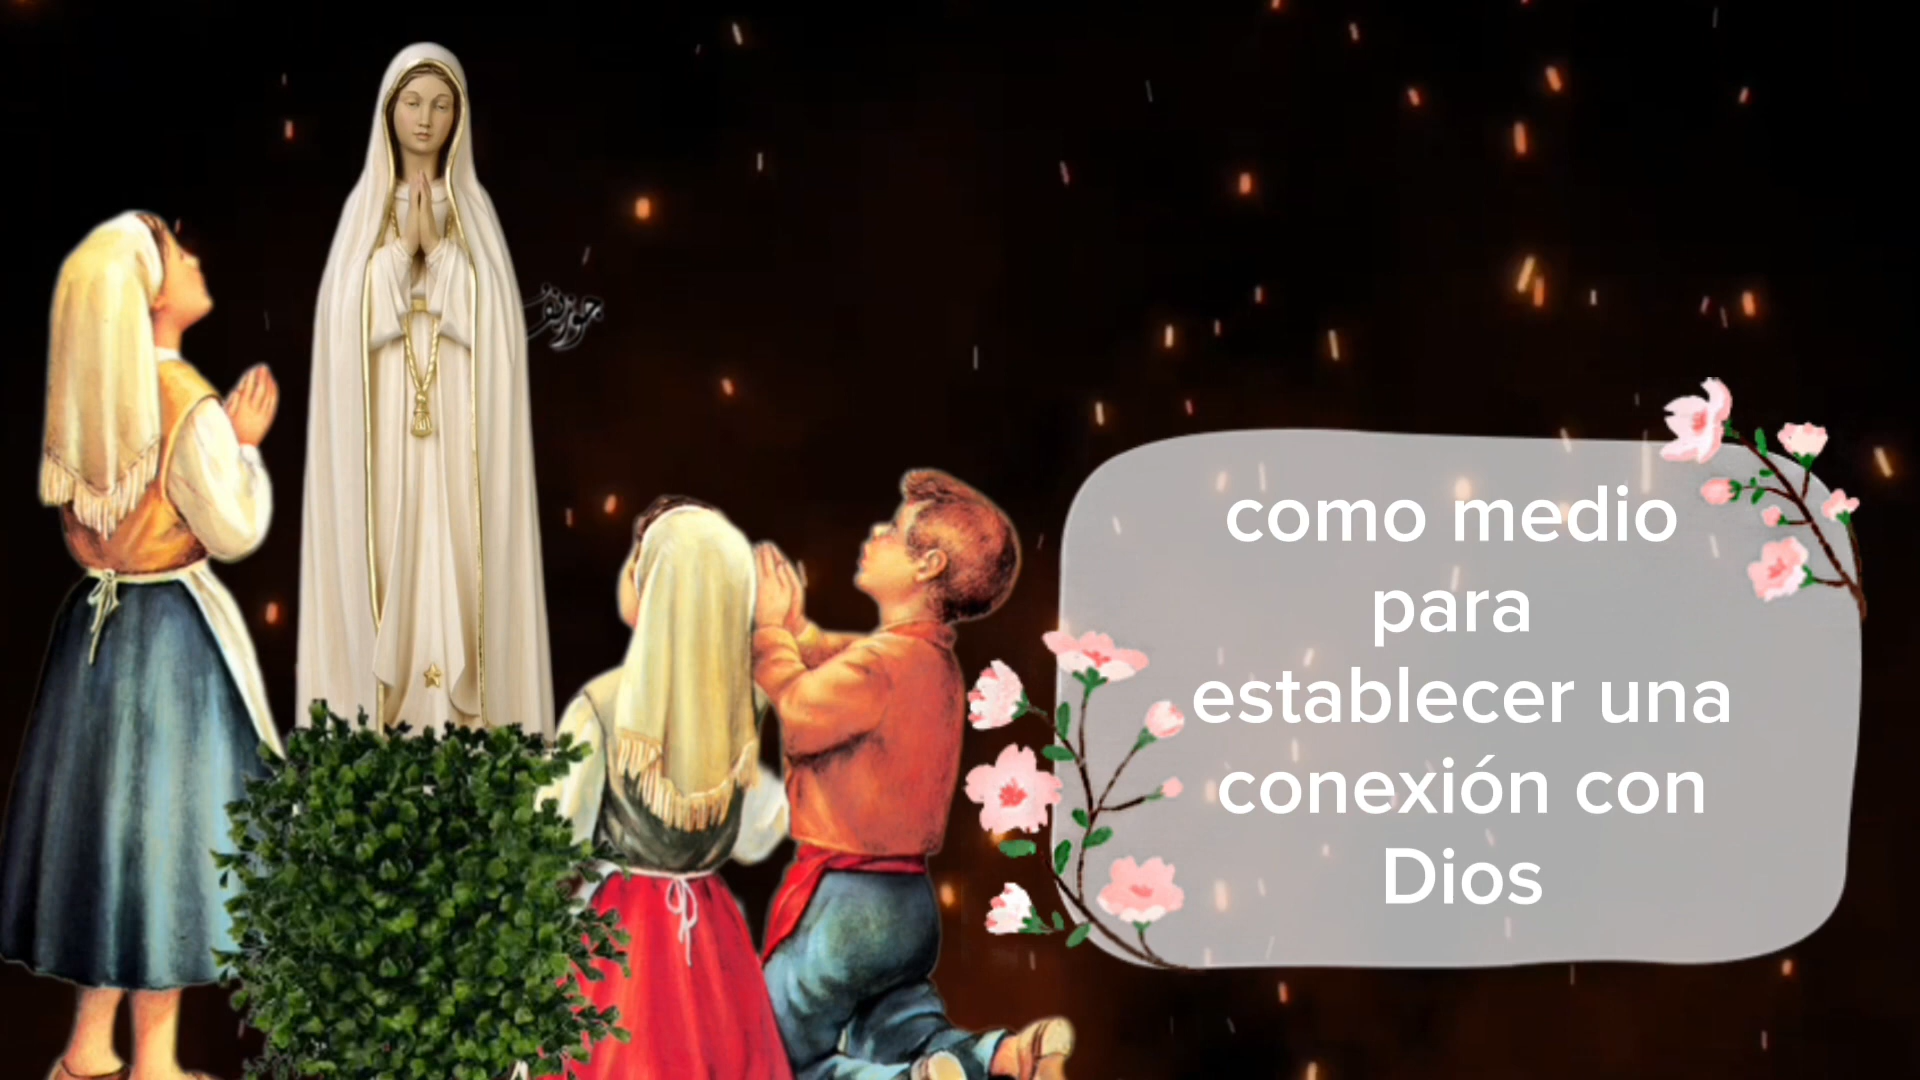 como medio
para
establecer una
conexión con
Dios